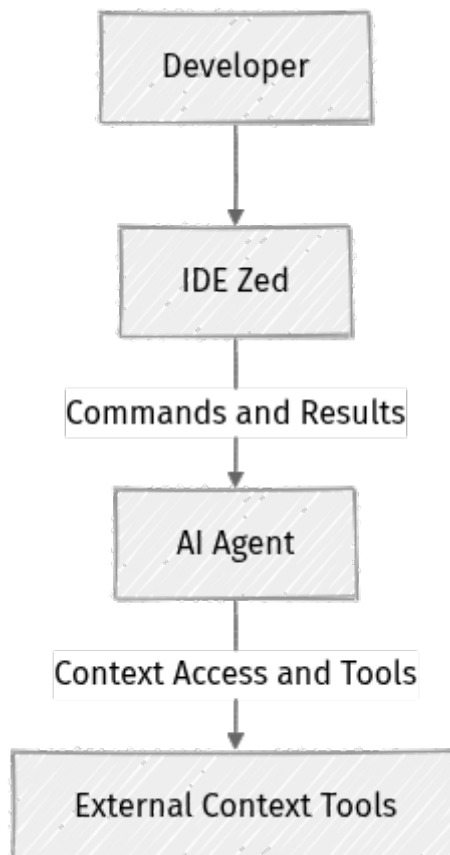 Developer
IDE Zed
Commands and Results
AI Agent
Context Access and Tools
External Context Tools